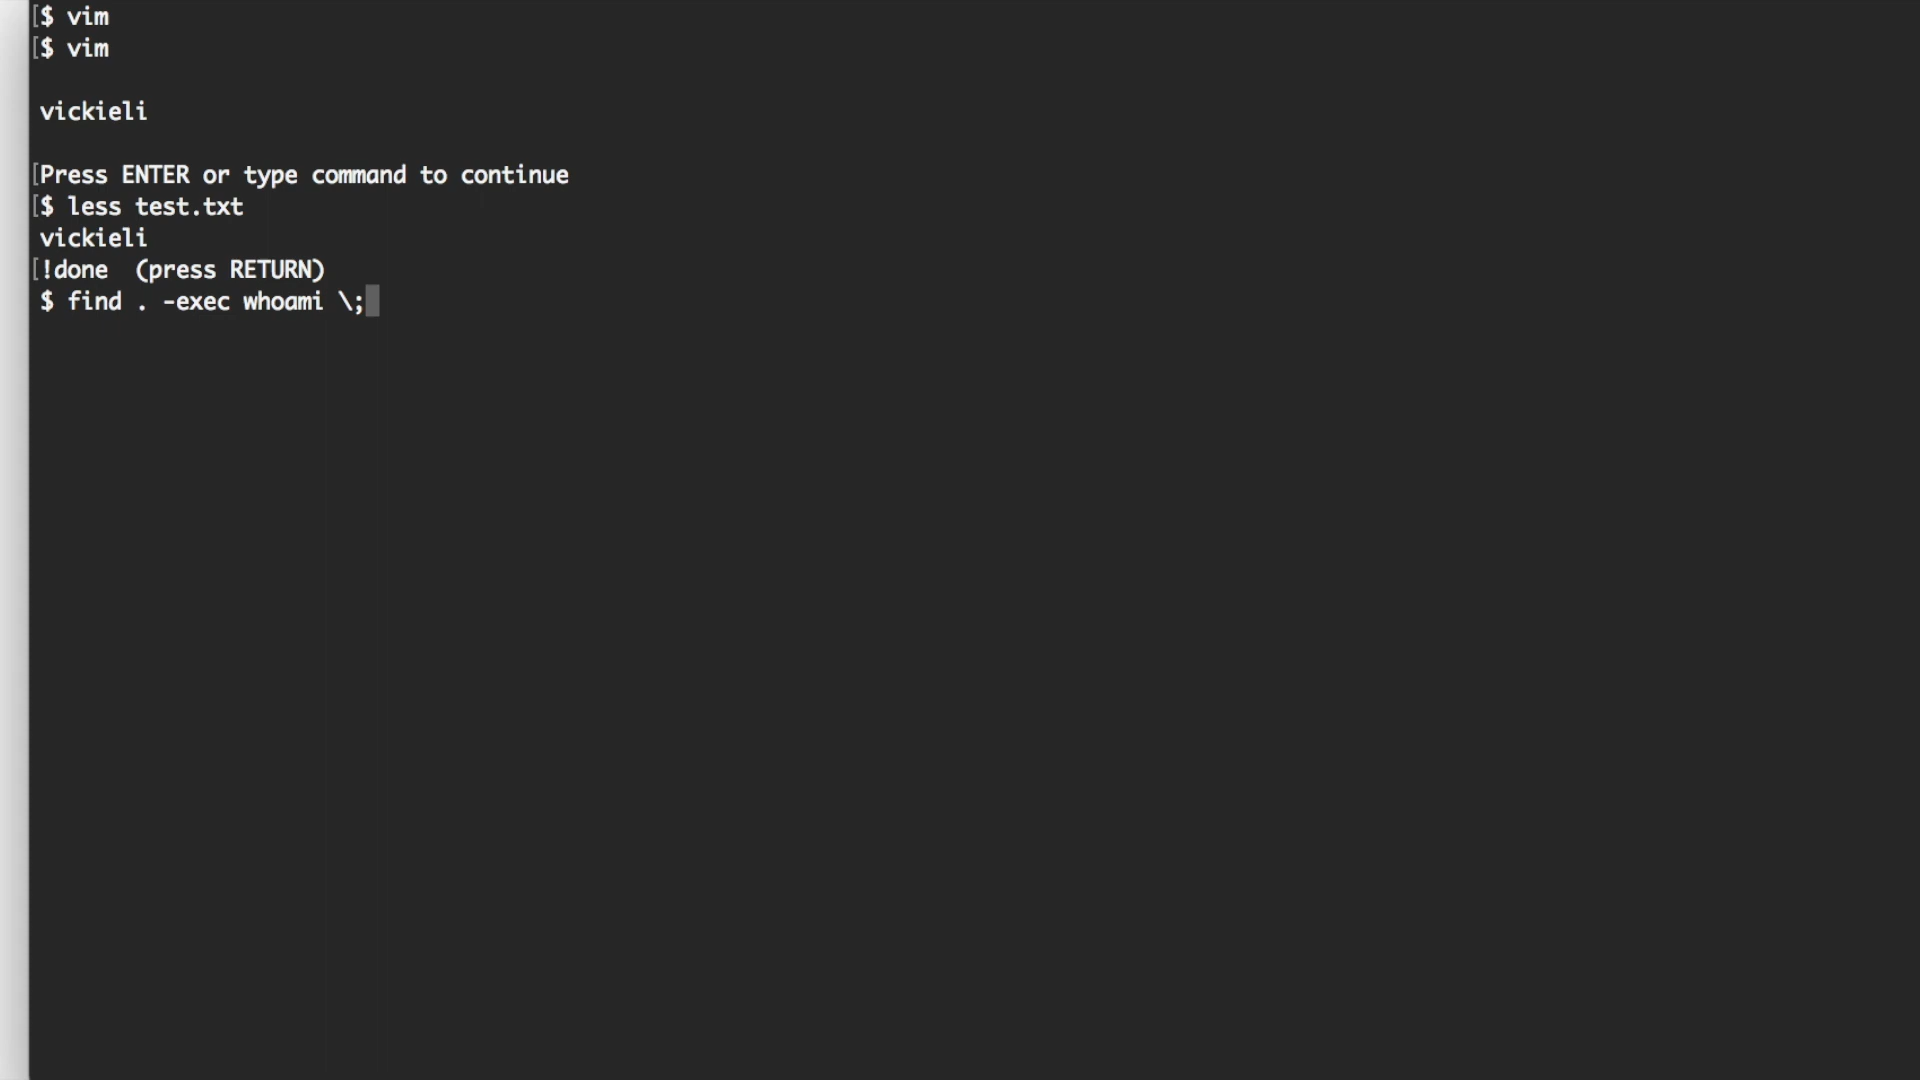 [$ vim
[$ vim
vickieli
[Press ENTER or type command to continue
[$ less test.txt
vickieli
[!done  (press RETURN)
$ find . -exec whoami \;